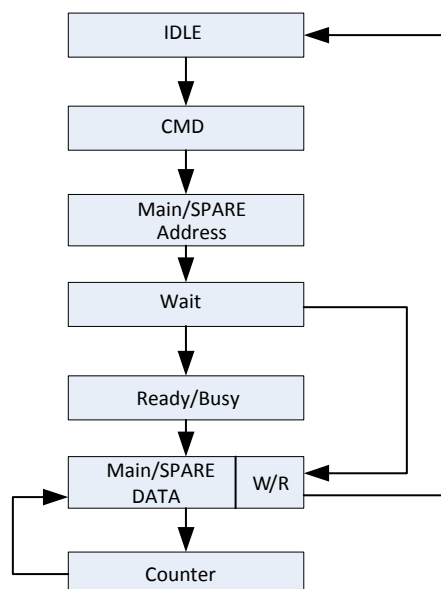 IDLE
CMD
Main/SPARE
Address
Wait
Ready/Busy
Main/SPARE
DATA
W/R
Counter